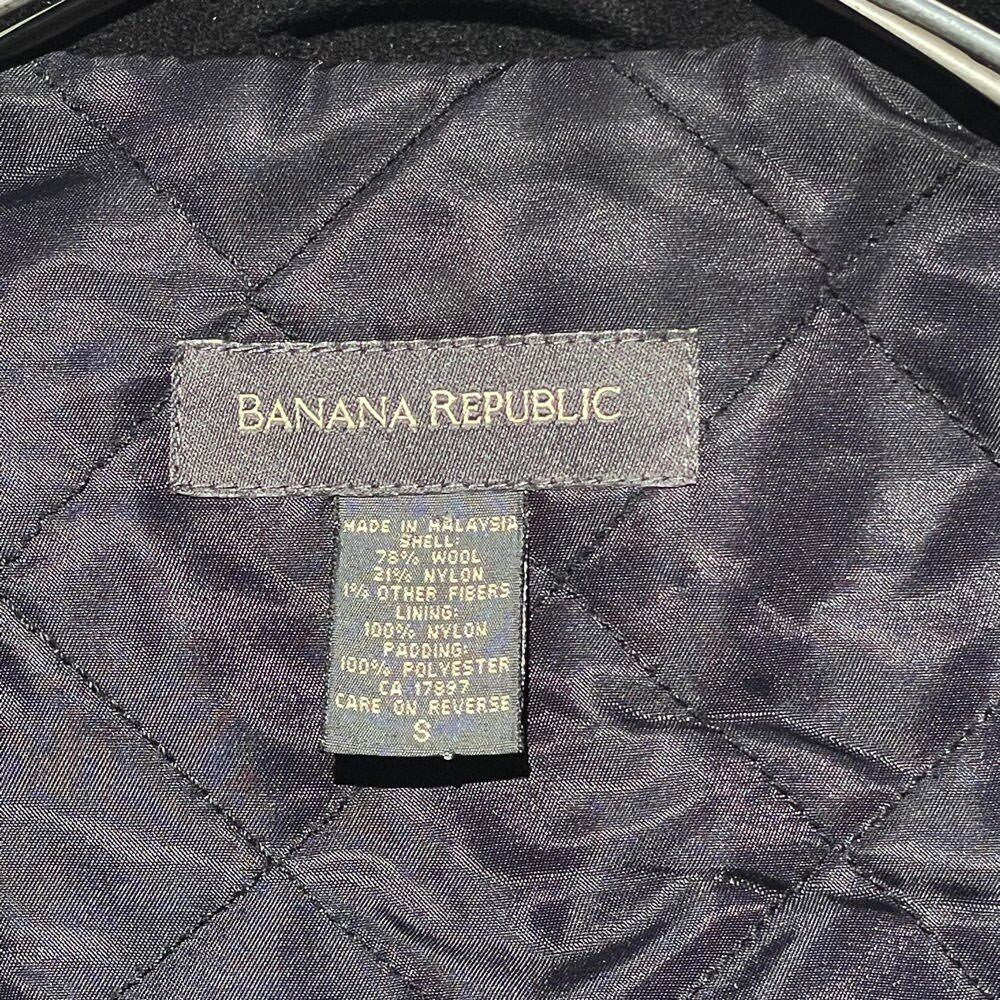 BANANA REPUBLIC
MADE IN MALAYSIA
SHELL:
78% WOOL
21% NYLON
1% OTHER FIBERS
LINING:
100% NYLON
PADDING:
100% POLYESTER
CA 17897
CARE ON REVERSE
S